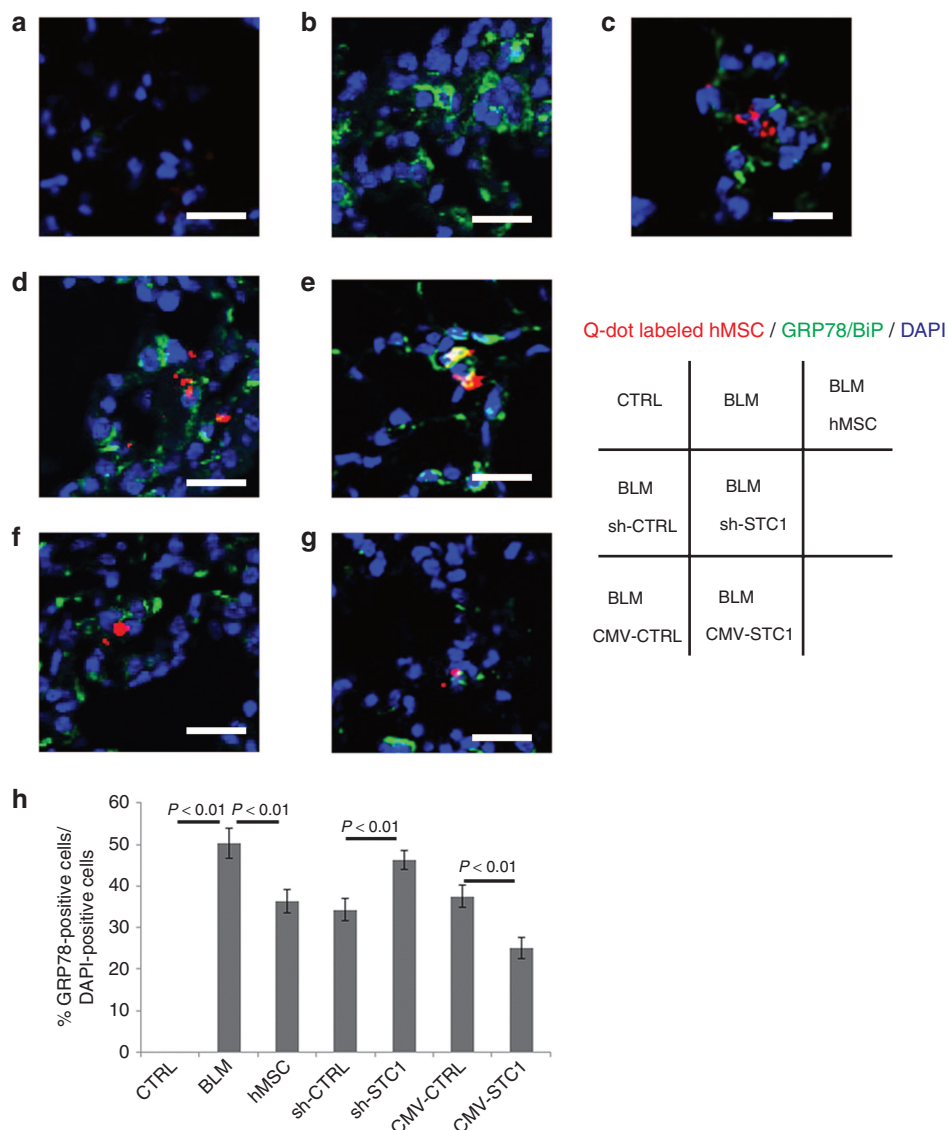 a
b
c
d
e
Q-dot labeled hMSC / GRP78/BiP / DAPI
CTRL
BLM
BLM
hMSC
BLM
sh-CTRL
BLM
sh-STC1
BLM
CMV-CTRL
BLM
CMV-STC1
f
g
h
% GRP78-positive cells/
DAPI-positive cells
60
50
40
30
20
10
0
P < 0.01
P < 0.01
P < 0.01
P < 0.01
CTRL
BLM
hMSC
sh-CTRL
sh-STC1
CMV-CTRL
CMV-STC1